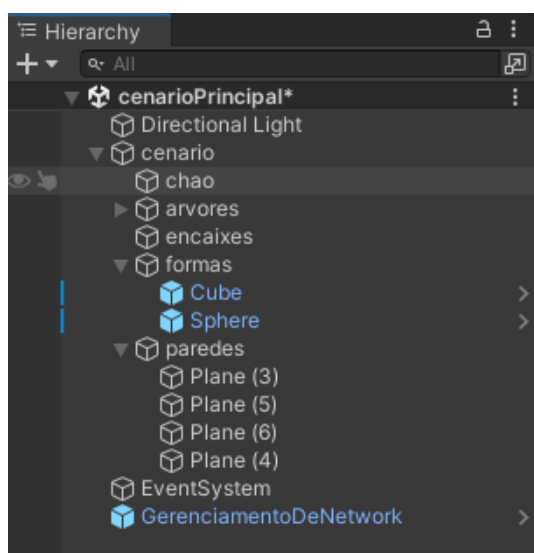 Hierarchy
All
cenarioPrincipal*
Directional Light
cenario
chao
arvores
encaixes
formas
Cube
Sphere
paredes
Plane (3)
Plane (5)
Plane (6)
Plane (4)
EventSystem
GerenciamentoDeNetwork